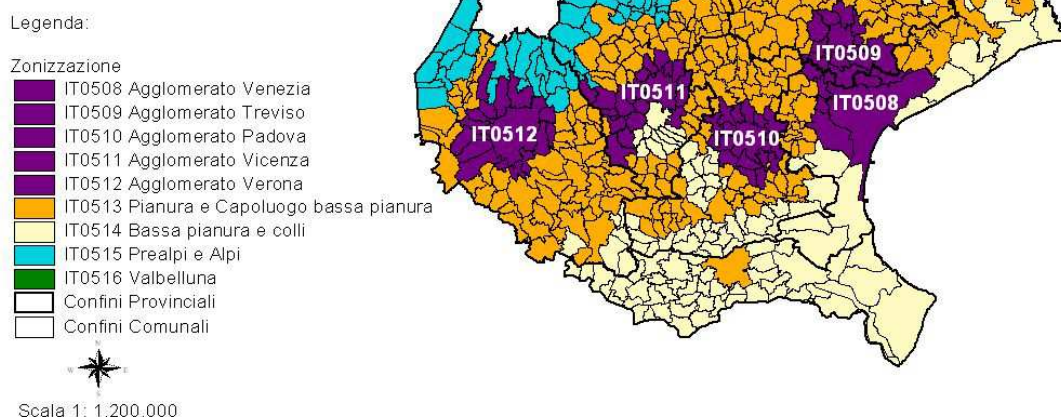 Legenda:
Zonizzazione
IT0508 Agglomerato Venezia
IT0509 Agglomerato Treviso
IT0510 Agglomerato Padova
IT0511 Agglomerato Vicenza
IT0512 Agglomerato Verona
IT0513 Pianura e Capoluogo bassa pianura
IT0514 Bassa pianura e colli
IT0515 Prealpi e Alpi
IT0516 Valbelluna
Confini Provinciali
Confini Comunali
N
W E
S
Scala 1: 1.200.000
IT0509
IT0511
IT0508
IT0512
IT0510